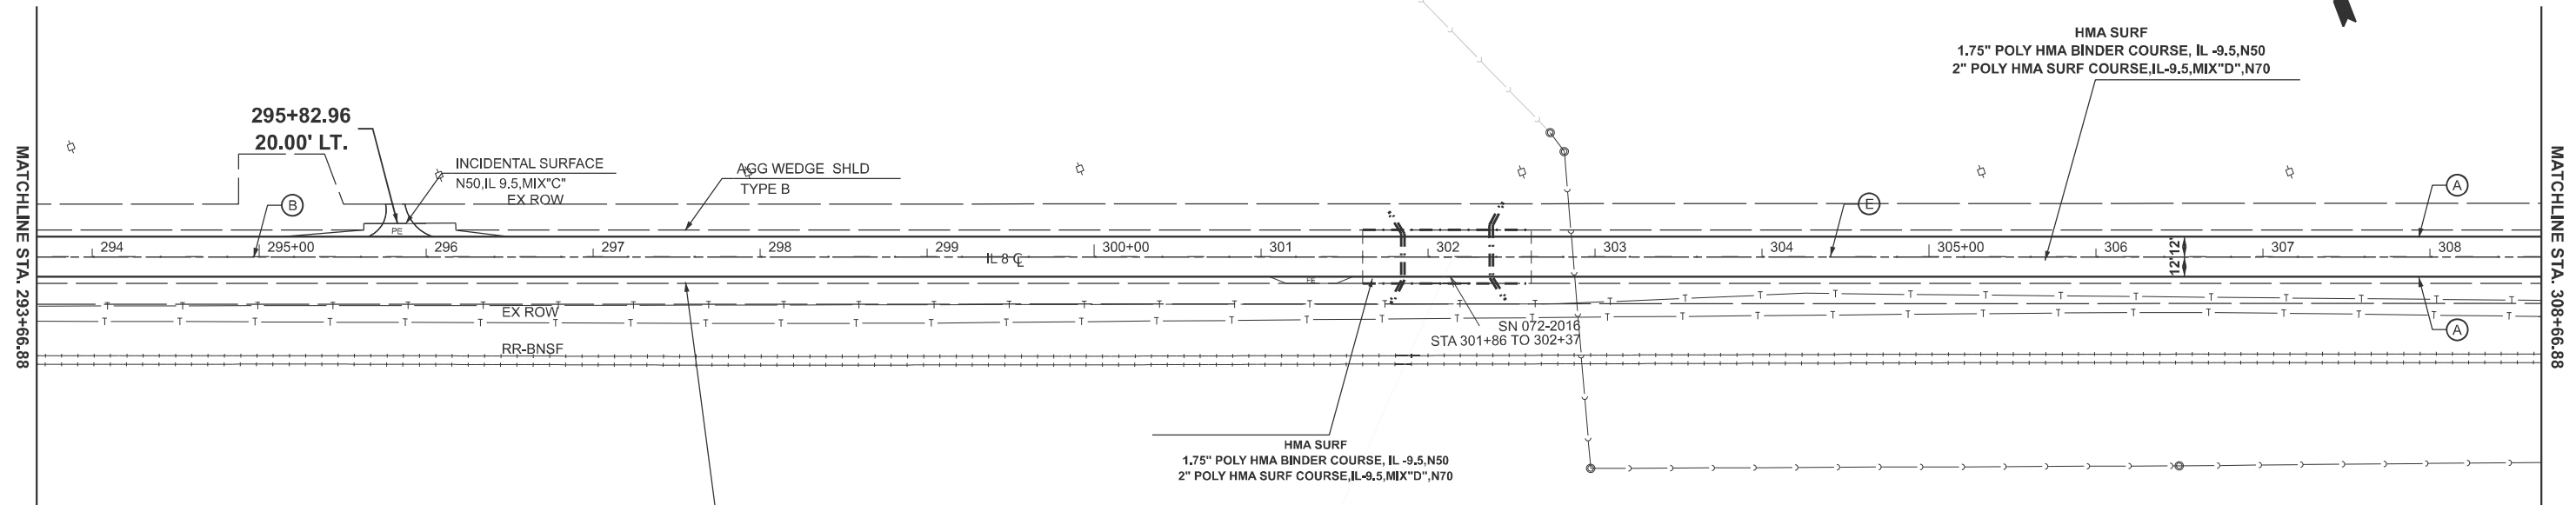 HMA SURF
1.75" POLY HMA BINDER COURSE, IL -9.5,N50
2" POLY HMA SURF COURSE,IL-9.5,MIX"D",N70
295+82.96
20.00' LT.
MATCHLINE STA. 293+66.88
MATCHLINE STA. 308+66.88
INCIDENTAL SURFACE
N50,IL 9.5,MIX"C"
EX ROW
AGG WEDGE SHLD
TYPE B
B
E
A
PE
294 295+00 296 297 298 299 300+00 301 302 303 304 305+00 306 307 308
12' 12'
IL 8 ℄
PE
EX ROW
SN 072-2016
STA 301+86 TO 302+37
A
RR-BNSF
HMA SURF
1.75" POLY HMA BINDER COURSE, IL -9.5,N50
2" POLY HMA SURF COURSE,IL-9.5,MIX"D",N70